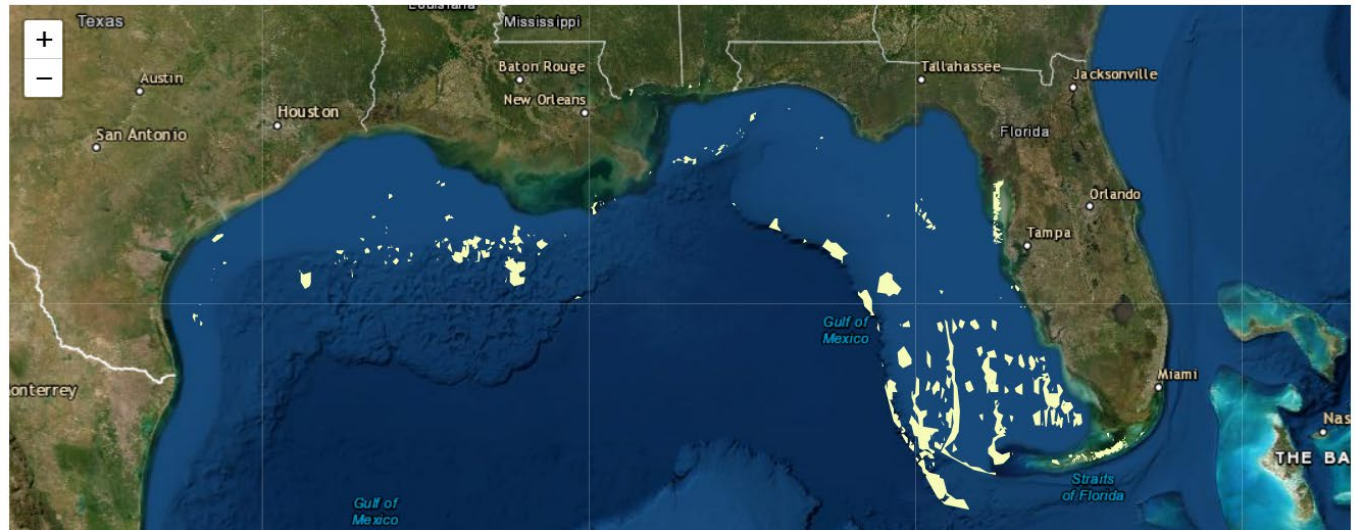 Louisiana
Texas
Mississippi
+
−
Baton Rouge
Tallahassee
Jacksonville
Austin
New Orleans
Houston
San Antonio
Florida
Orlando
Tampa
Gulf of
Mexico
Miami
onterrey
Nas
THE BA
Straits
of Florida
Gulf of
Mexico